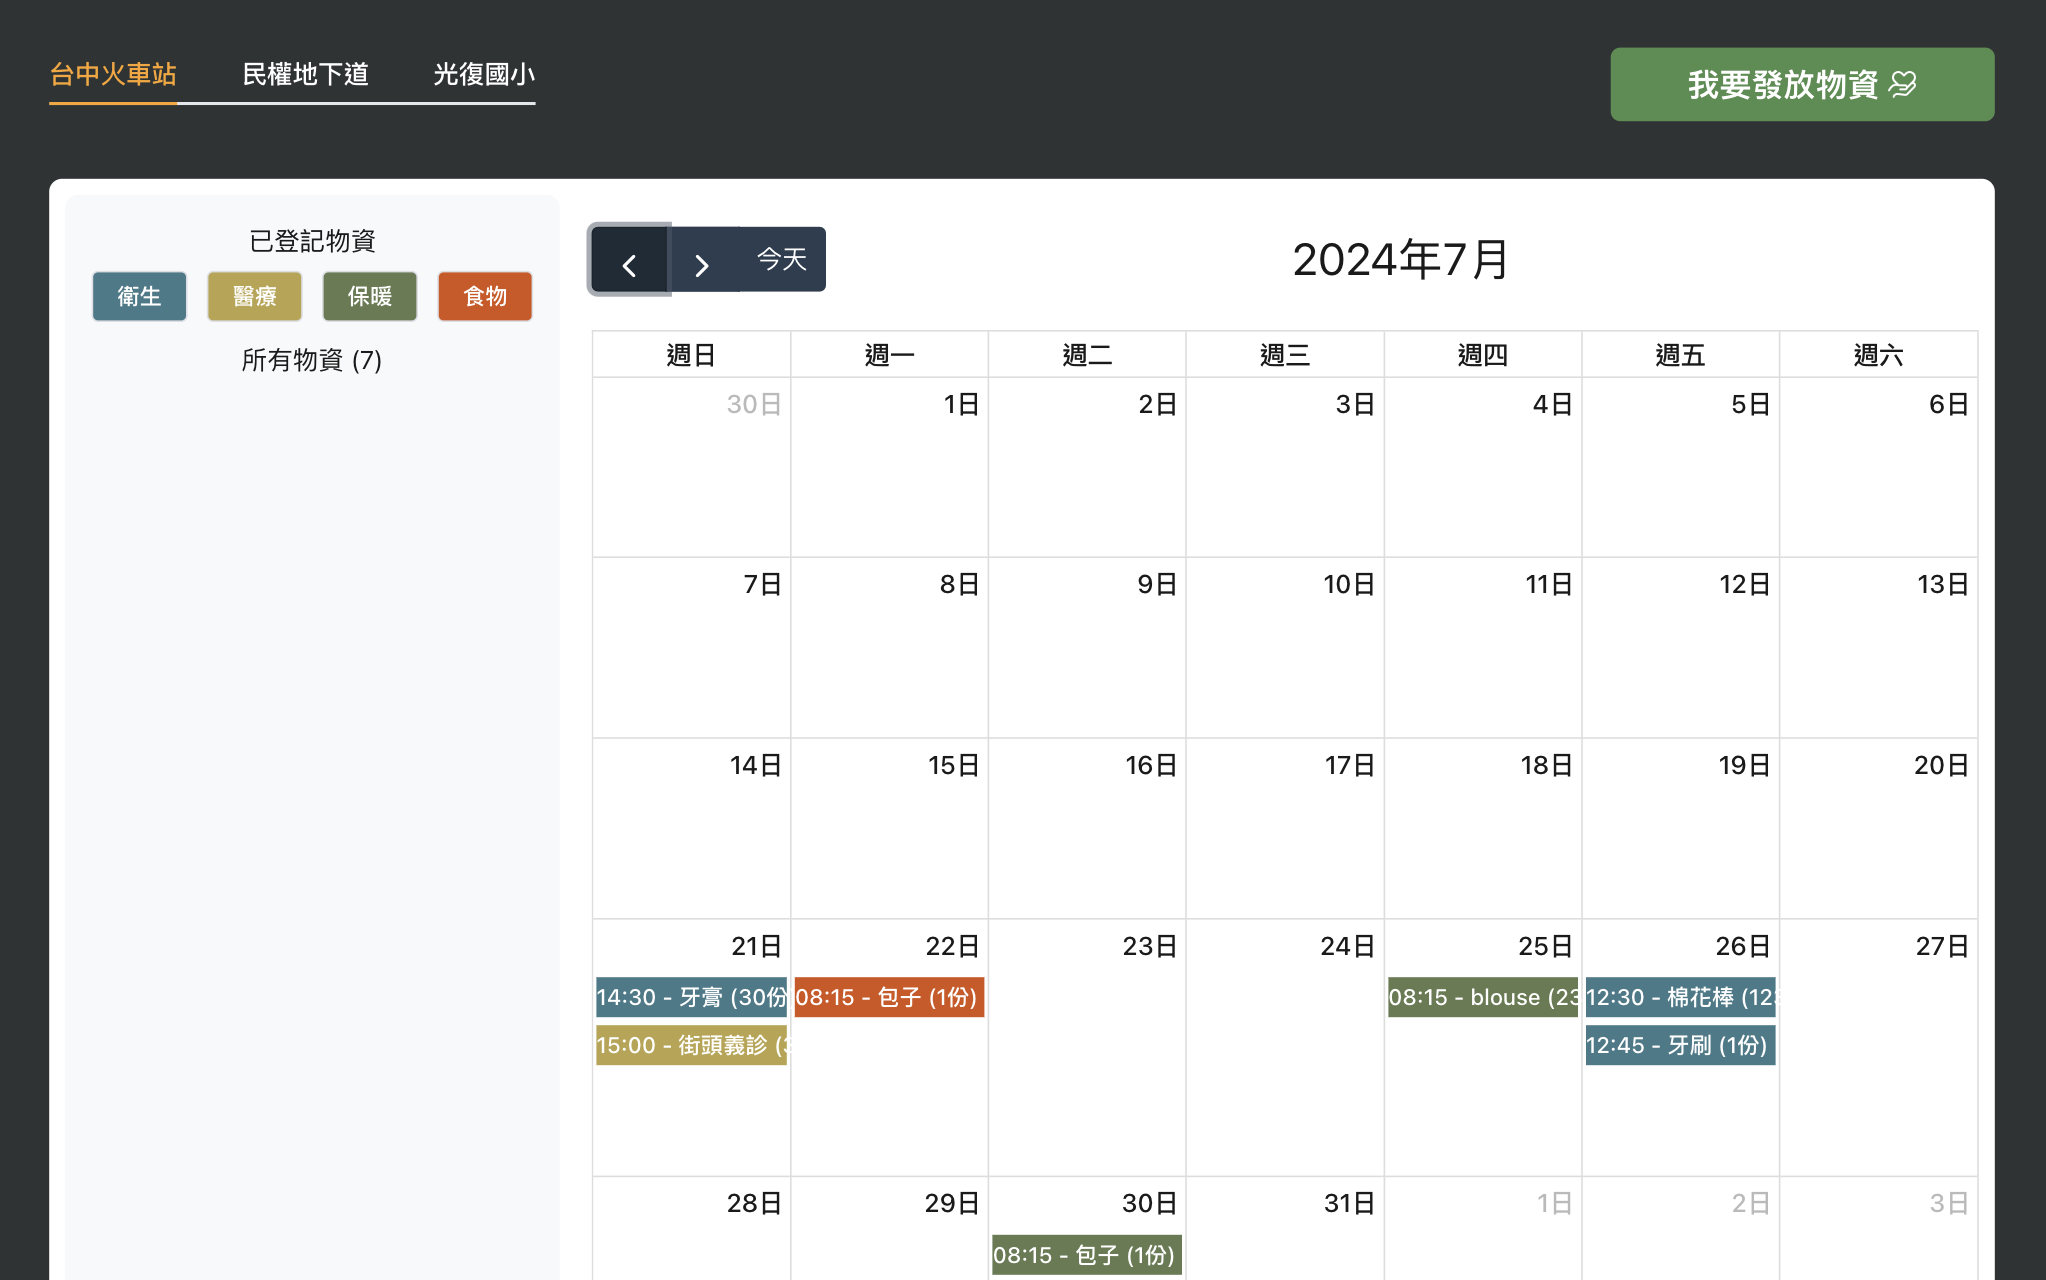 台中火車站 民權地下道 光復國小
我要發放物資
已登記物資
衛生 醫療 保暖 食物
所有物資 (7)
今天
2024年7月
週日 週一 週二 週三 週四 週五 週六
30日 1日 2日 3日 4日 5日 6日
7日 8日 9日 10日 11日 12日 13日
14日 15日 16日 17日 18日 19日 20日
21日 22日 23日 24日 25日 26日 27日
14:30 - 牙膏 (30份 08:15 - 包子 (1份) 08:15 - blouse (23 12:30 - 棉花棒 (12
15:00 - 街頭義診 ( 12:45 - 牙刷 (1份)
28日 29日 30日 31日 1日 2日 3日
08:15 - 包子 (1份)